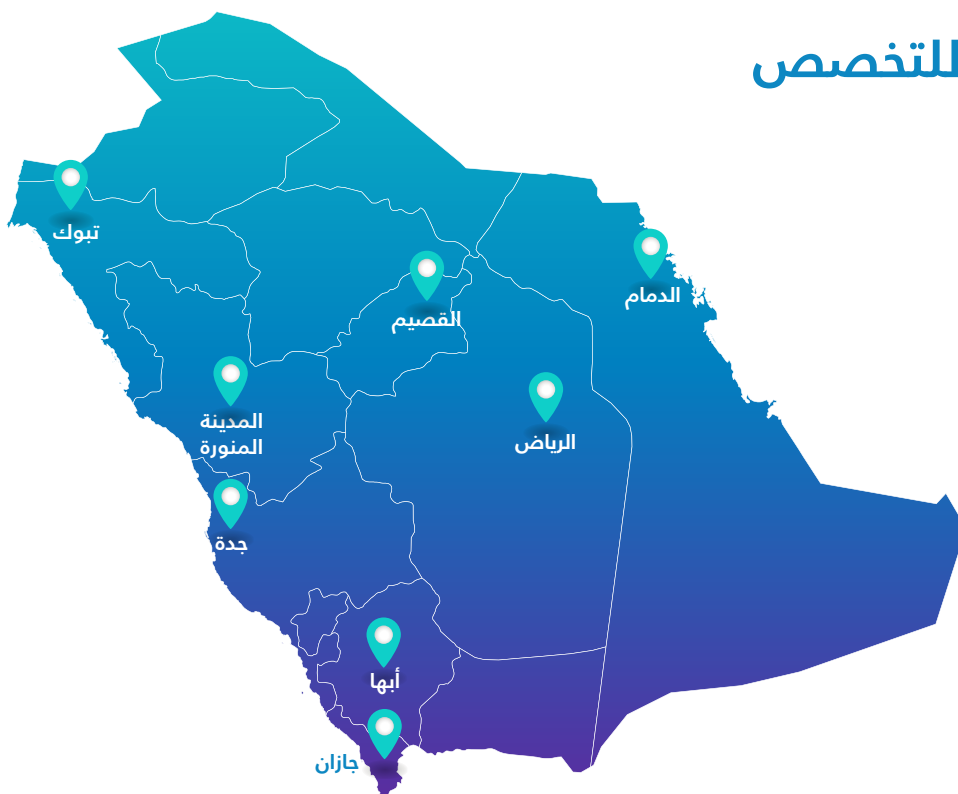 للتخصص
تبوك
الدمام
القصيم
المدينة
المنورة
الرياض
جدة
أبها
جازان